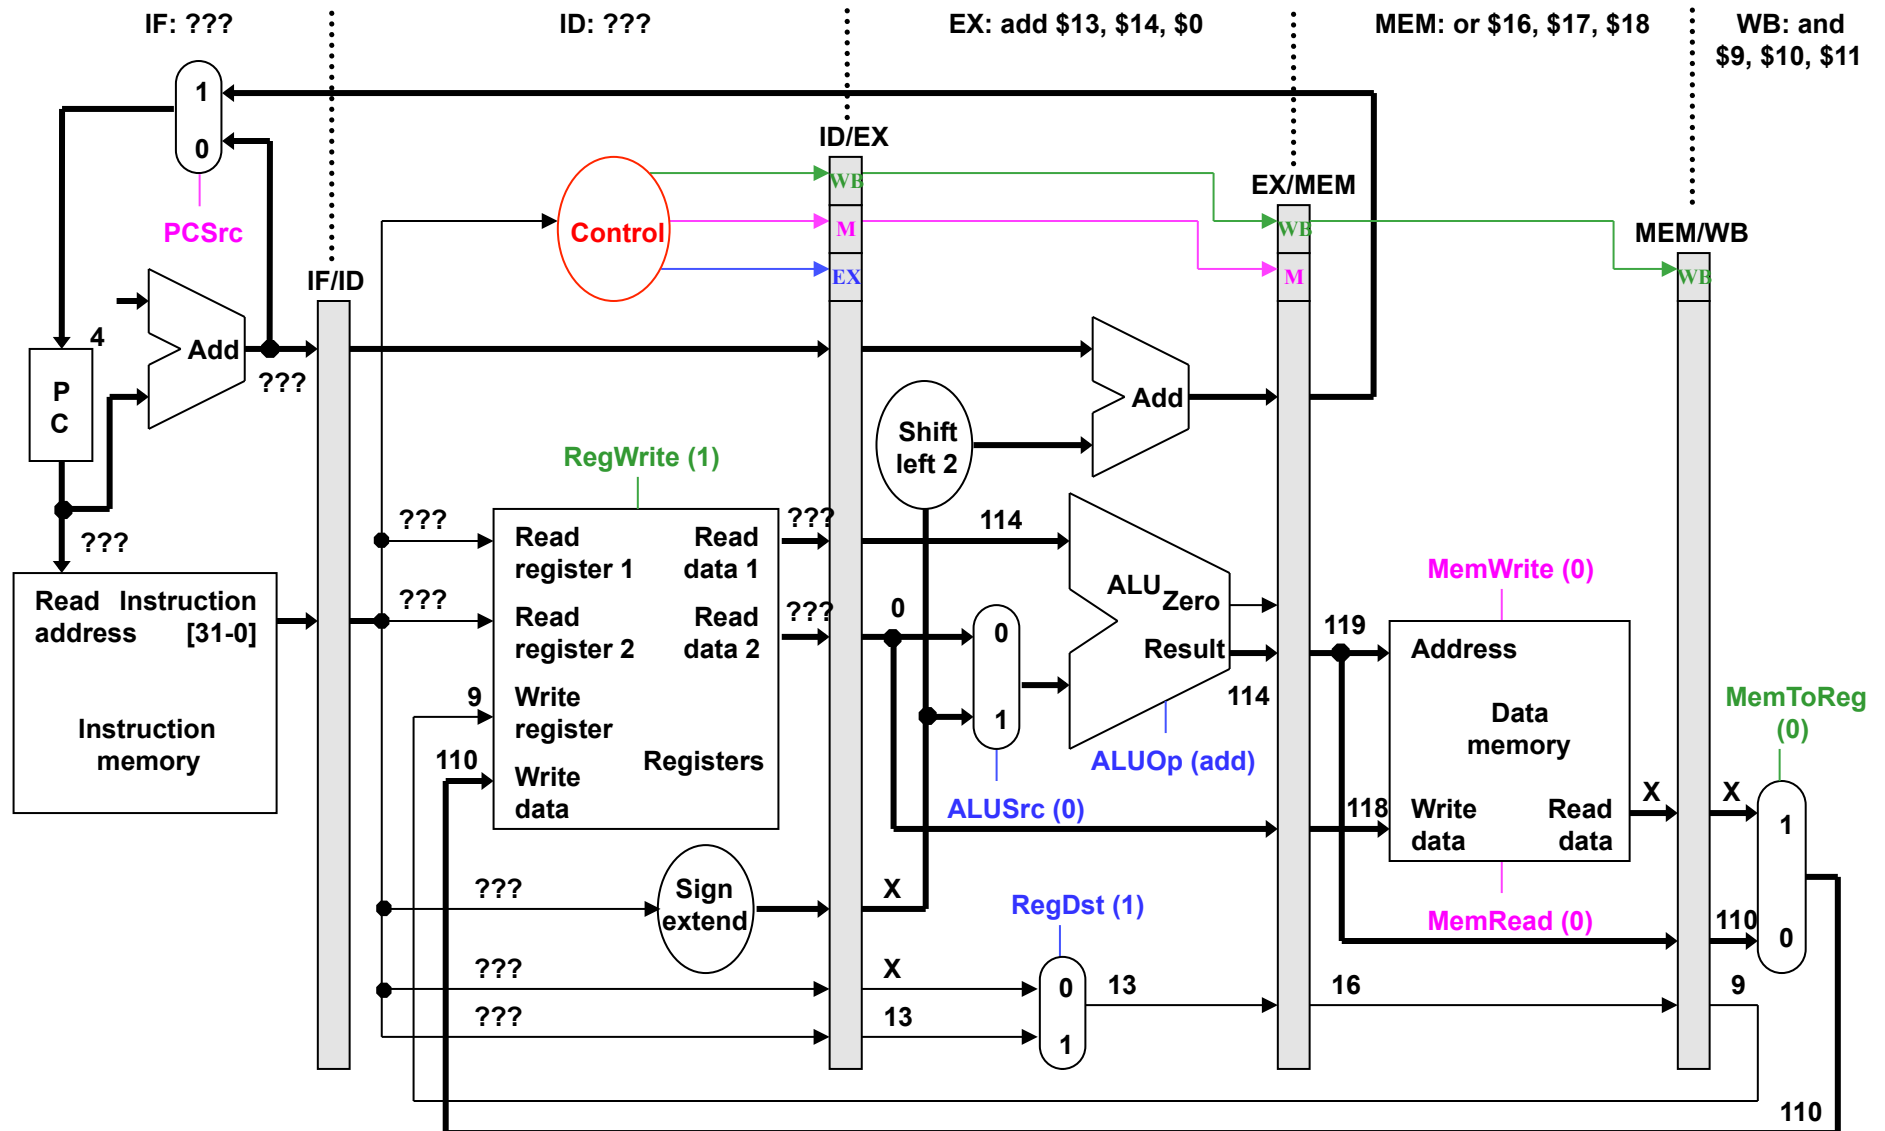 IF: ???
ID: ???
EX: add $13, $14, $0
MEM: or $16, $17, $18
WB: and
$9, $10, $11
1
0
PCSrc
ID/EX
WB
M
EX
Control
EX/MEM
WB
M
MEM/WB
WB
IF/ID
4
Add
???
P
C
???
Add
Shift
left 2
RegWrite (1)
???
???
Read
register 1
Read
data 1
Read
register 2
Read
data 2
Write
register
Write
data
Registers
9
110
???
???
114
0
0
1
ALUSrc (0)
ALU
Zero
Result
114
ALUOp (add)
Read
address
Instruction
[31-0]
Instruction
memory
MemWrite (0)
119
Address
Data
memory
118
Write
data
Read
data
MemRead (0)
X
X
MemToReg
(0)
1
0
110
???
Sign
extend
X
RegDst (1)
???
X
0
1
13
16
9
???
13
110